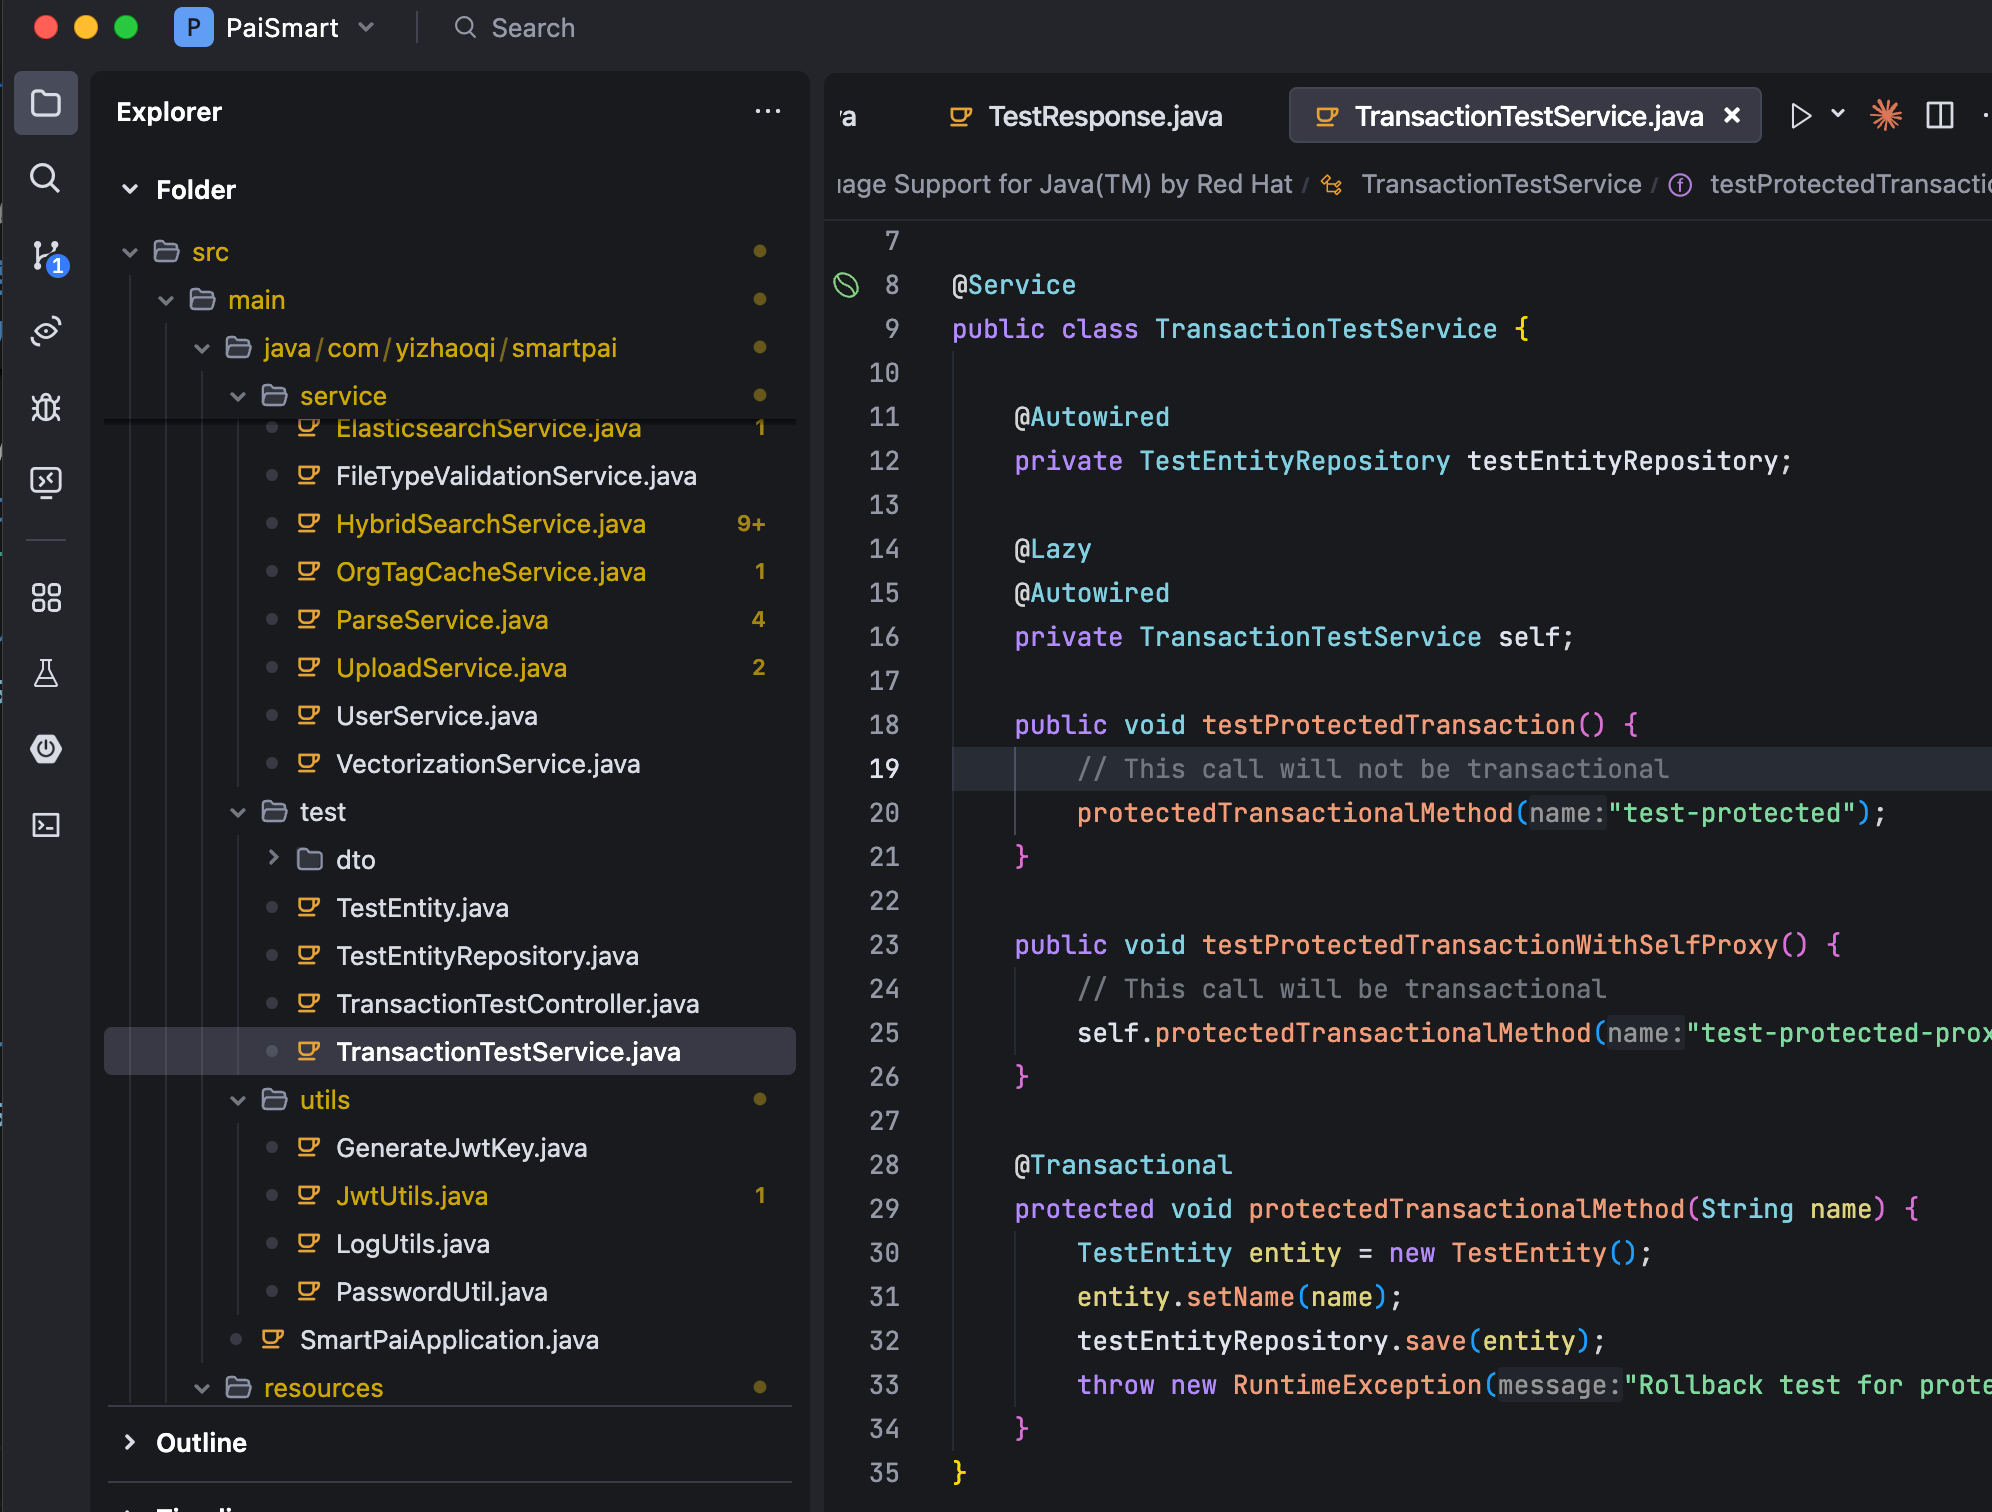 P PaiSmart Search
Explorer
Folder
src
main
java/com/yizhaoqi/smartpai
service
ElasticsearchService.java 1
FileTypeValidationService.java
HybridSearchService.java 9+
OrgTagCacheService.java 1
ParseService.java 4
UploadService.java 2
UserService.java
VectorizationService.java
test
dto
TestEntity.java
TestEntityRepository.java
TransactionTestController.java
TransactionTestService.java
utils
GenerateJwtKey.java
JwtUtils.java 1
LogUtils.java
PasswordUtil.java
SmartPaiApplication.java
resources
Outline
1
TestResponse.java TransactionTestService.java
Support for Java(TM) by Red Hat / TransactionTestService / testProtectedTransacti
7
8 @Service
9 public class TransactionTestService {
10
11 @Autowired
12 private TestEntityRepository testEntityRepository;
13
14 @Lazy
15 @Autowired
16 private TransactionTestService self;
17
18 public void testProtectedTransaction() {
19 // This call will not be transactional
20 protectedTransactionalMethod(name:"test-protected");
21 }
22
23 public void testProtectedTransactionWithSelfProxy() {
24 // This call will be transactional
25 self.protectedTransactionalMethod(name:"test-protected-prox
26 }
27
28 @Transactional
29 protected void protectedTransactionalMethod(String name) {
30 TestEntity entity = new TestEntity();
31 entity.setName(name);
32 testEntityRepository.save(entity);
33 throw new RuntimeException(message:"Rollback test for prote
34 }
35 }